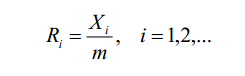 R_i = X_i / m, i = 1,2,...